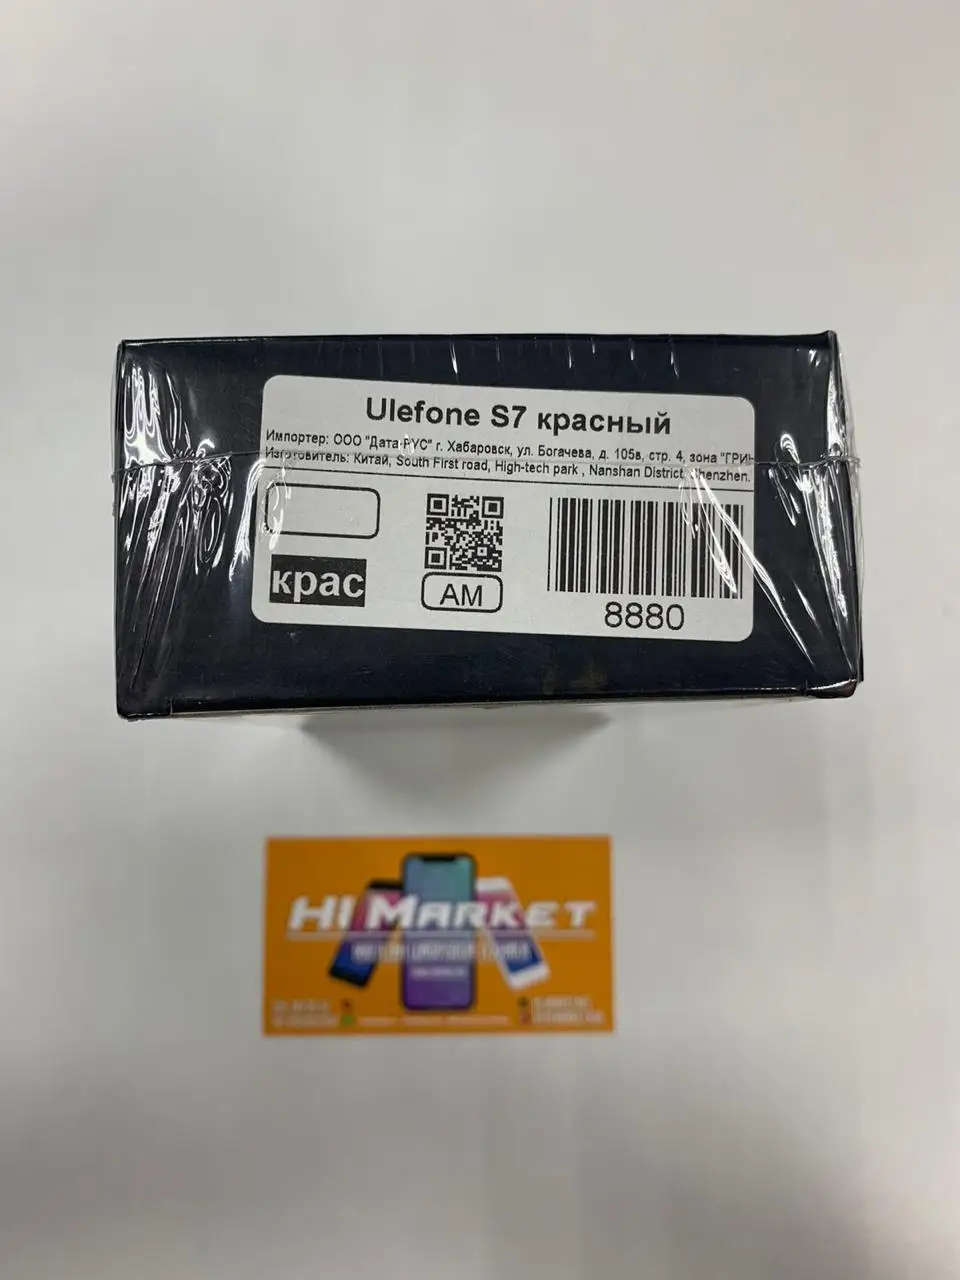 Ulefone S7 красный
Импортер: ООО "Дата РУС" г. Хабаровск, ул. Богачева, д. 105в, стр. 4, зона "ГРИН
Изготовитель: Китай, South First road, High-tech park , Nanshan District, Shenzhen.
крас
АМ
8880
HI MARKET